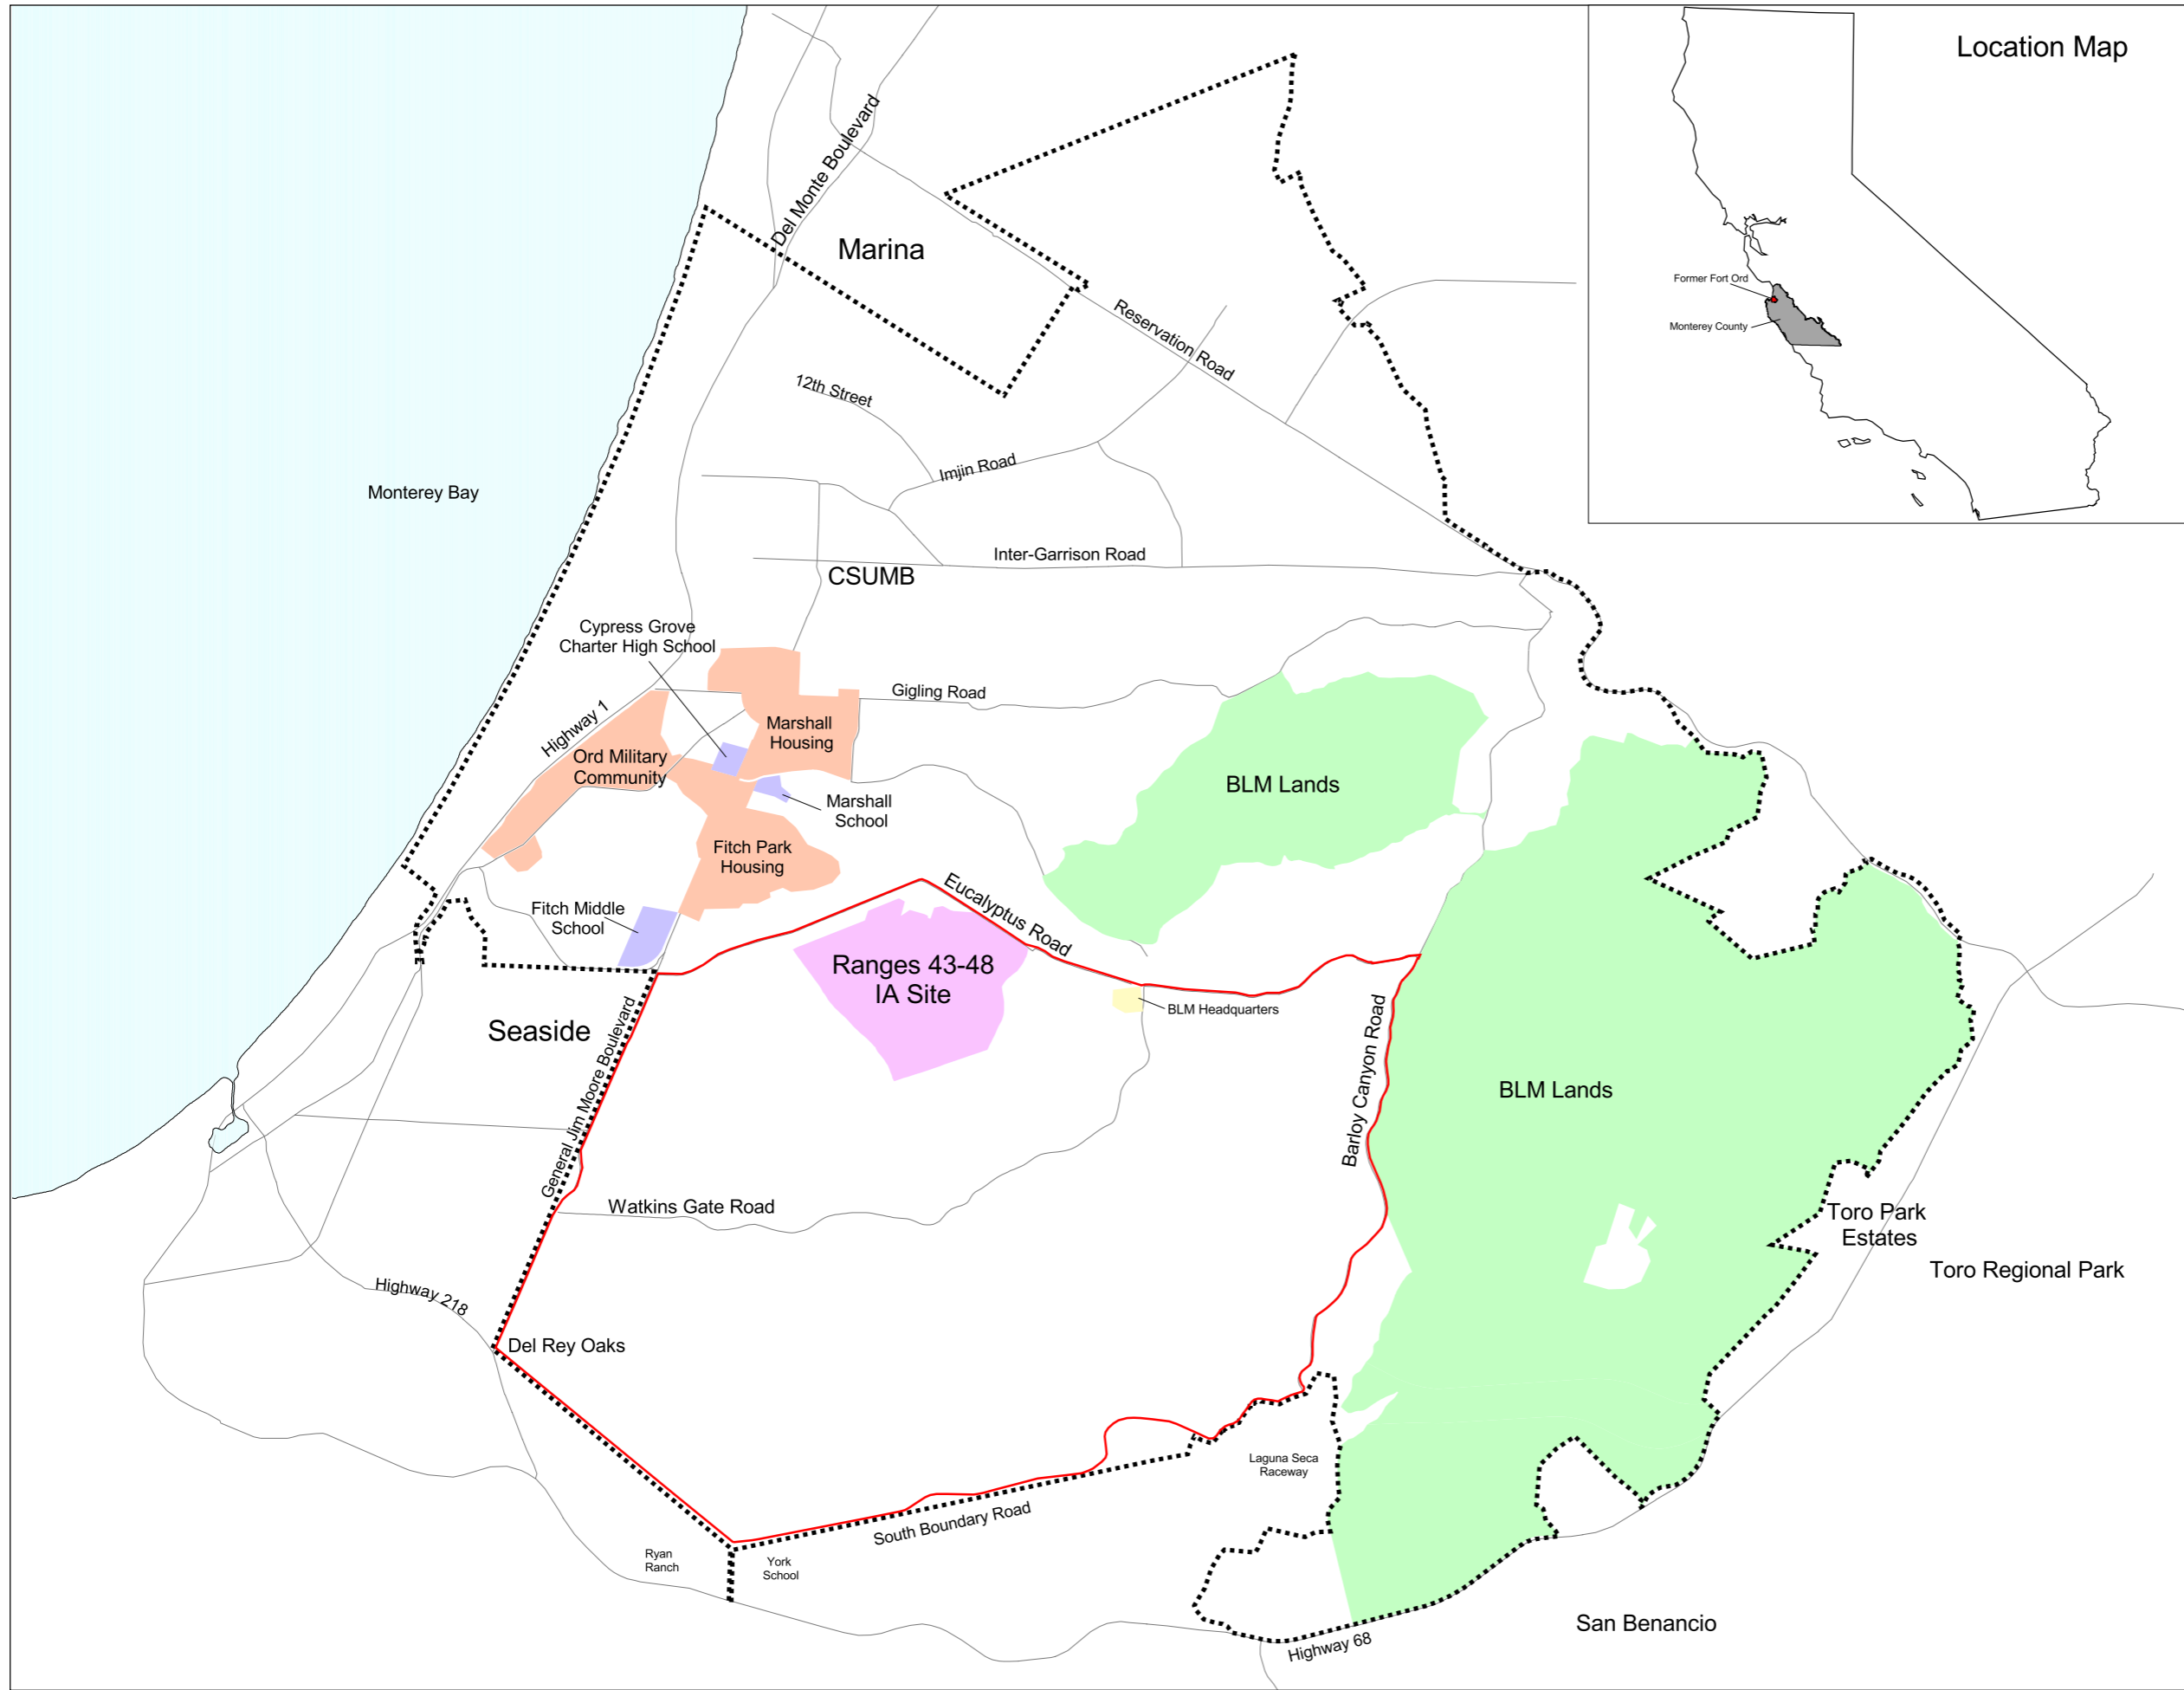 Location Map
Former Fort Ord
Monterey County
Del Monte Boulevard
Marina
Reservation Road
12th Street
Imjin Road
Monterey Bay
Inter-Garrison Road
CSUMB
Cypress Grove
Charter High School
Gigling Road
Highway 1
Marshall
Housing
Ord Military
Community
BLM Lands
Marshall
School
Fitch Park
Housing
Eucalyptus Road
Fitch Middle
School
Ranges 43-48
IA Site
BLM Headquarters
Seaside
General Jim Moore Boulevard
Barloy Canyon Road
BLM Lands
Watkins Gate Road
Toro Park
Estates
Toro Regional Park
Highway 218
Del Rey Oaks
Laguna Seca
Raceway
South Boundary Road
Ryan
Ranch
York
School
San Benancio
Highway 68